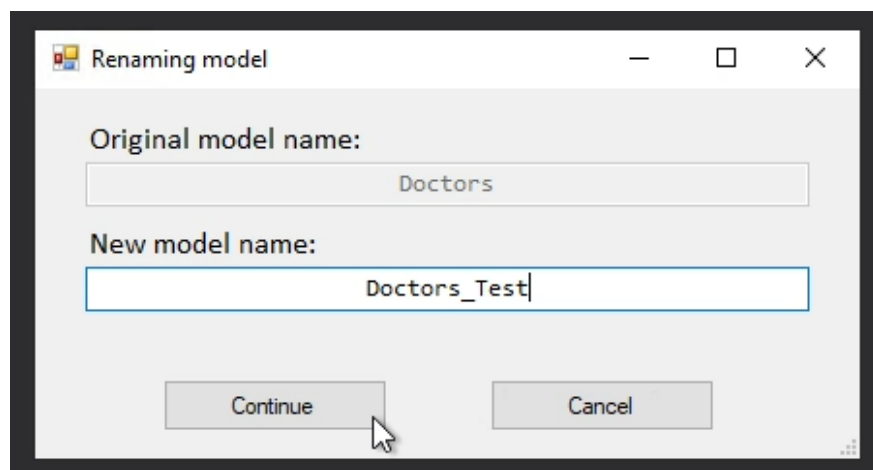 Renaming model
Original model name:
Doctors
New model name:
Doctors_Test
Continue
Cancel